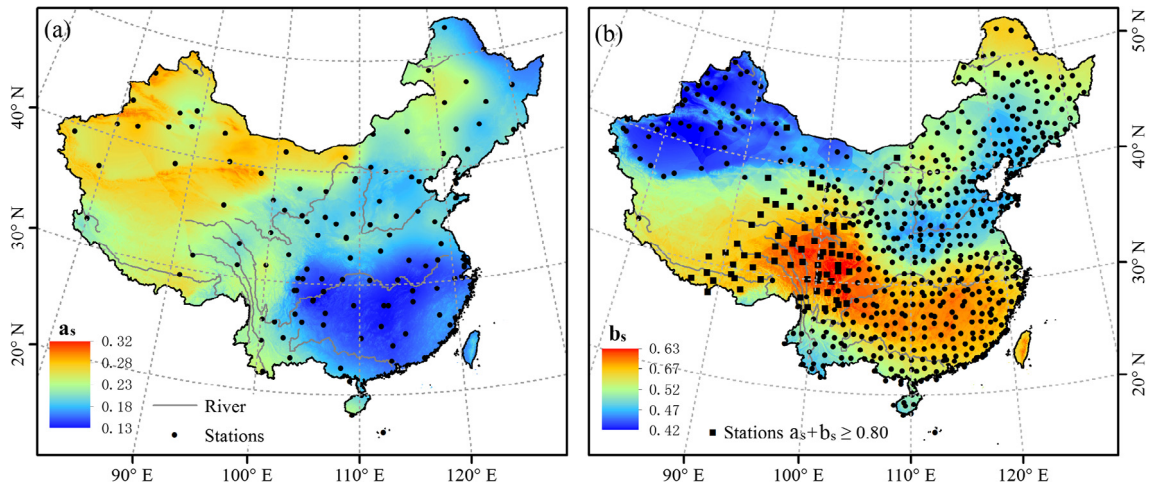 (a)
(b)
50° N
40° N
40° N
30° N
30° N
20° N
20° N
as
0.32
0.28
0.23
0.18
0.13
River
Stations
bs
0.63
0.67
0.52
0.47
0.42
Stations as+bs ≥ 0.80
90° E
100° E
110° E
120° E
90° E
100° E
110° E
120° E